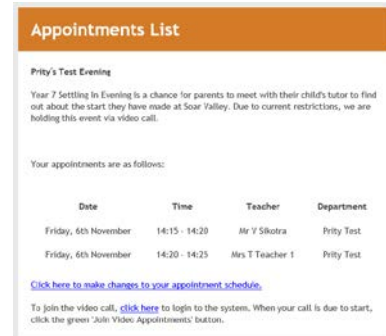 Appointments List
Prity's Test Evening
Year 7 Settling In Evening is a chance for parents to meet with their child's tutor to find
out about the start they have made at Soar Valley. Due to current restrictions, we are
holding this event via video call.
Your appointments are as follows:
Date Time Teacher Department
Friday, 6th November 14:15 - 14:20 Mr V Sikotra Prity Test
Friday, 6th November 14:20 - 14:25 Mrs T Teacher 1 Prity Test
Click here to make changes to your appointment schedule.
To join the video call, click here to login to the system. When your call is due to start,
click the green 'Join Video Appointments' button.